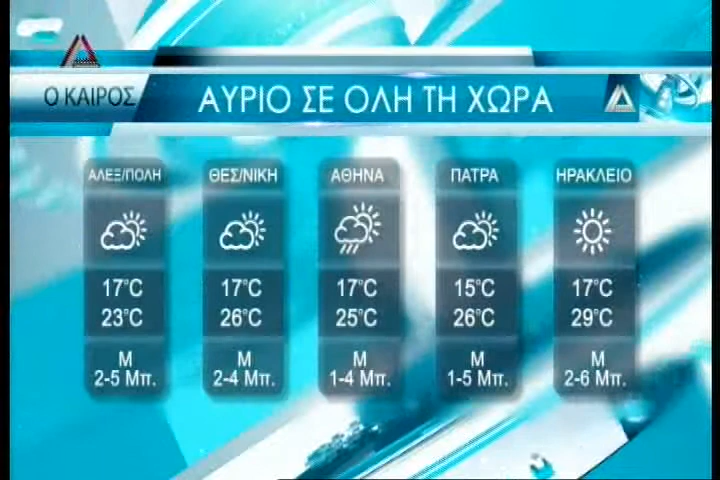 Ο ΚΑΙΡΟΣ
ΑΥΡΙΟ ΣΕ ΟΛΗ ΤΗ ΧΩΡΑ
ΑΛΕΞ/ΠΟΛΗ
17°C
23°C
Μ
2-5 Μπ.
ΘΕΣ/ΝΙΚΗ
17°C
26°C
Μ
2-4 Μπ.
ΑΘΗΝΑ
17°C
25°C
Μ
1-4 Μπ.
ΠΑΤΡΑ
15°C
26°C
Μ
1-5 Μπ.
ΗΡΑΚΛΕΙΟ
17°C
29°C
Μ
2-6 Μπ.